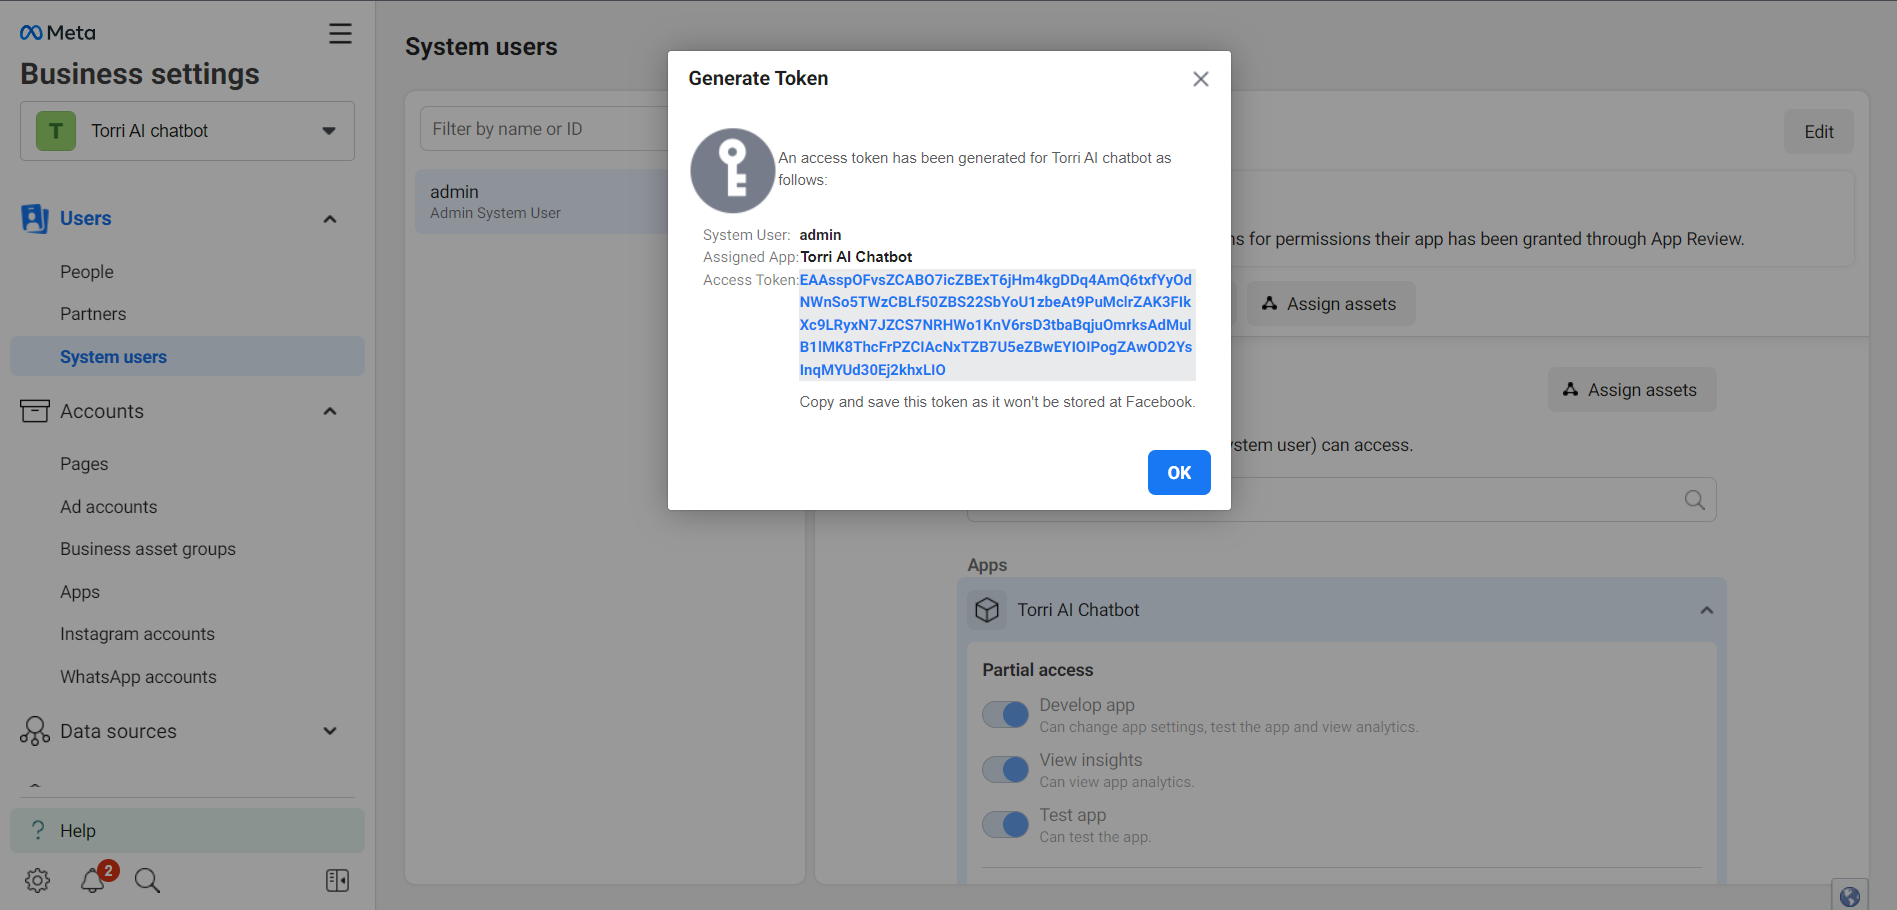 Meta
Business settings
T
Torri AI chatbot
Users
People
Partners
System users
Accounts
Pages
Ad accounts
Business asset groups
Apps
Instagram accounts
WhatsApp accounts
Data sources
? Help
2
System users
Filter by name or ID
admin
Admin System User
Edit
ns for permissions their app has been granted through App Review.
Assign assets
Assign assets
stem user) can access.
Apps
Torri AI Chatbot
Partial access
Develop app
Can change app settings, test the app and view analytics.
View insights
Can view app analytics.
Test app
Can test the app.
Generate Token
An access token has been generated for Torri AI chatbot as
follows:
System User: admin
Assigned App: Torri AI Chatbot
Access Token:
Copy and save this token as it won't be stored at Facebook.
OK